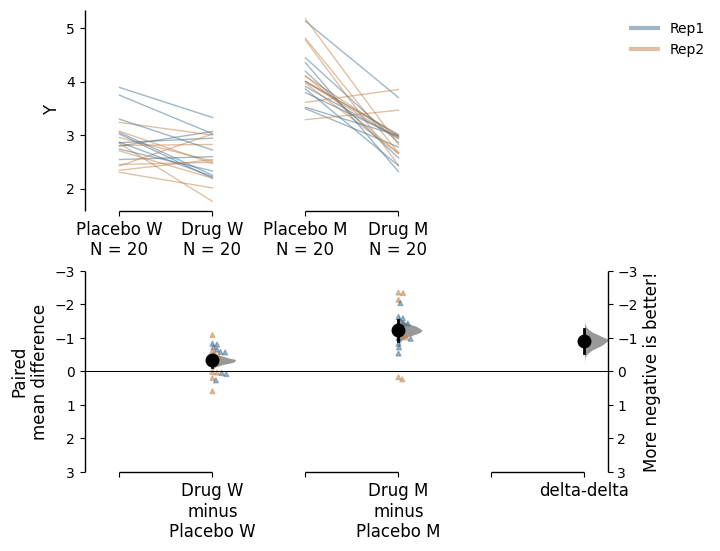 Rep1
Rep2
Y
5
4
3
2
Placebo W
N = 20
Drug W
N = 20
Placebo M
N = 20
Drug M
N = 20
Paired
mean difference
−3
−2
−1
0
1
2
3
−3
−2
−1
0
1
2
3
More negative is better!
Drug W
minus
Placebo W
Drug M
minus
Placebo M
delta-delta